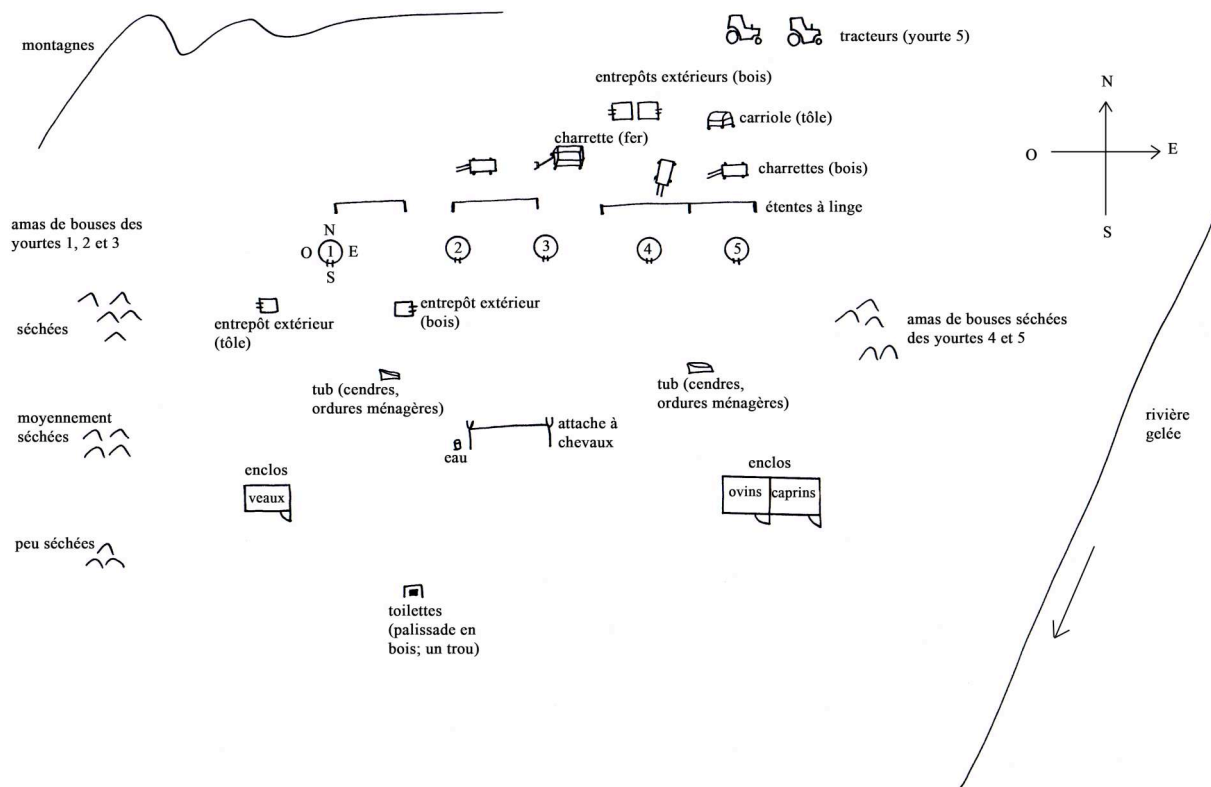 montagnes
tracteurs (yourte 5)
entrepôts extérieurs (bois)
carriole (tôle)
charrette (fer)
charrettes (bois)
N
O
E
S
étentes à linge
amas de bouses des
yourtes 1, 2 et 3
N
O
1
E
S
2
3
4
5
séchées
entrepôt extérieur
(tôle)
entrepôt extérieur
(bois)
amas de bouses séchées
des yourtes 4 et 5
tub (cendres,
ordures ménagères)
tub (cendres,
ordures ménagères)
moyennement
séchées
attache à
chevaux
eau
rivière
gelée
enclos
veaux
enclos
ovins
caprins
peu séchées
toilettes
(palissade en
bois; un trou)